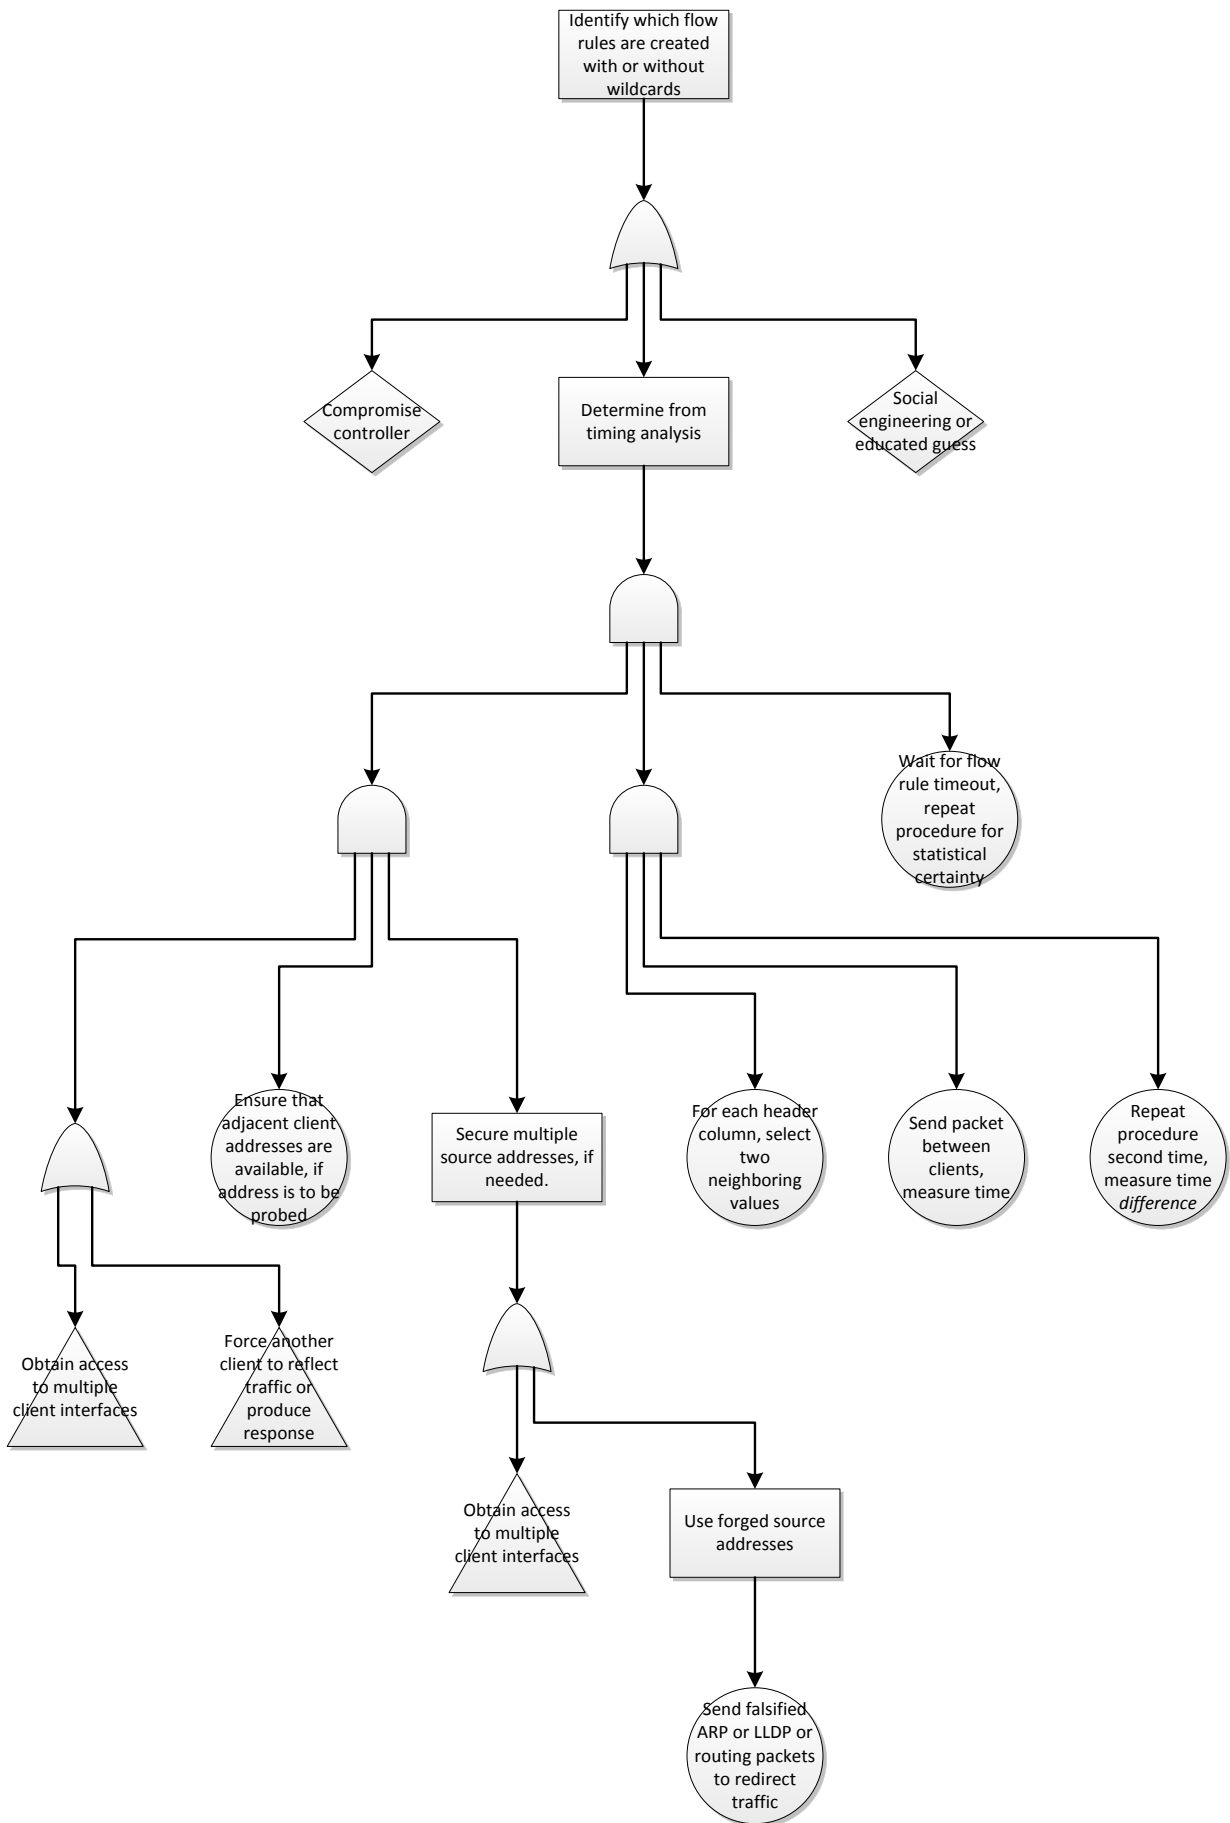 Identify which flow
rules are created
with or without
wildcards
Compromise
controller
Determine from
timing analysis
Social
engineering or
educated guess
Wait for flow
rule timeout,
repeat
procedure for
statistical
certainty
Ensure that
adjacent client
addresses are
available, if
address is to be
probed
Secure multiple
source addresses, if
needed.
For each header
column, select
two
neighboring
values
Send packet
between
clients,
measure time
Repeat
procedure
second time,
measure time
difference
Obtain access
to multiple
client interfaces
Force another
client to reflect
traffic or
produce
response
Obtain access
to multiple
client interfaces
Use forged source
addresses
Send falsified
ARP or LLDP or
routing packets
to redirect
traffic